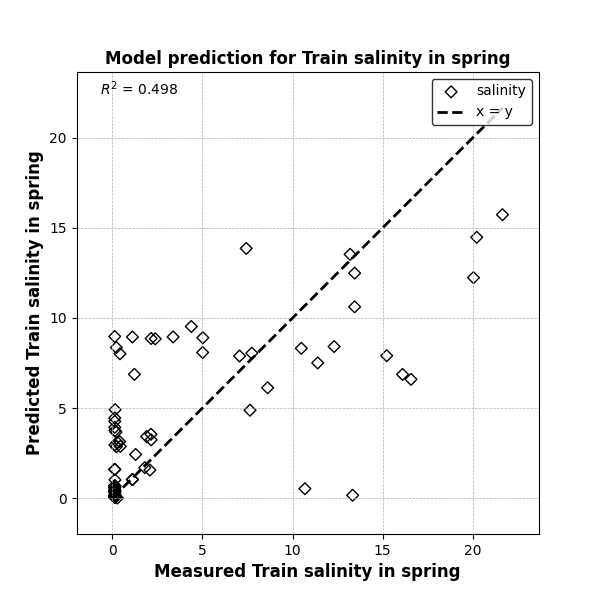 Model prediction for Train salinity in spring
R² = 0.498
salinity
x = y
20
15
10
5
0
Predicted Train salinity in spring
0 5 10 15 20
Measured Train salinity in spring